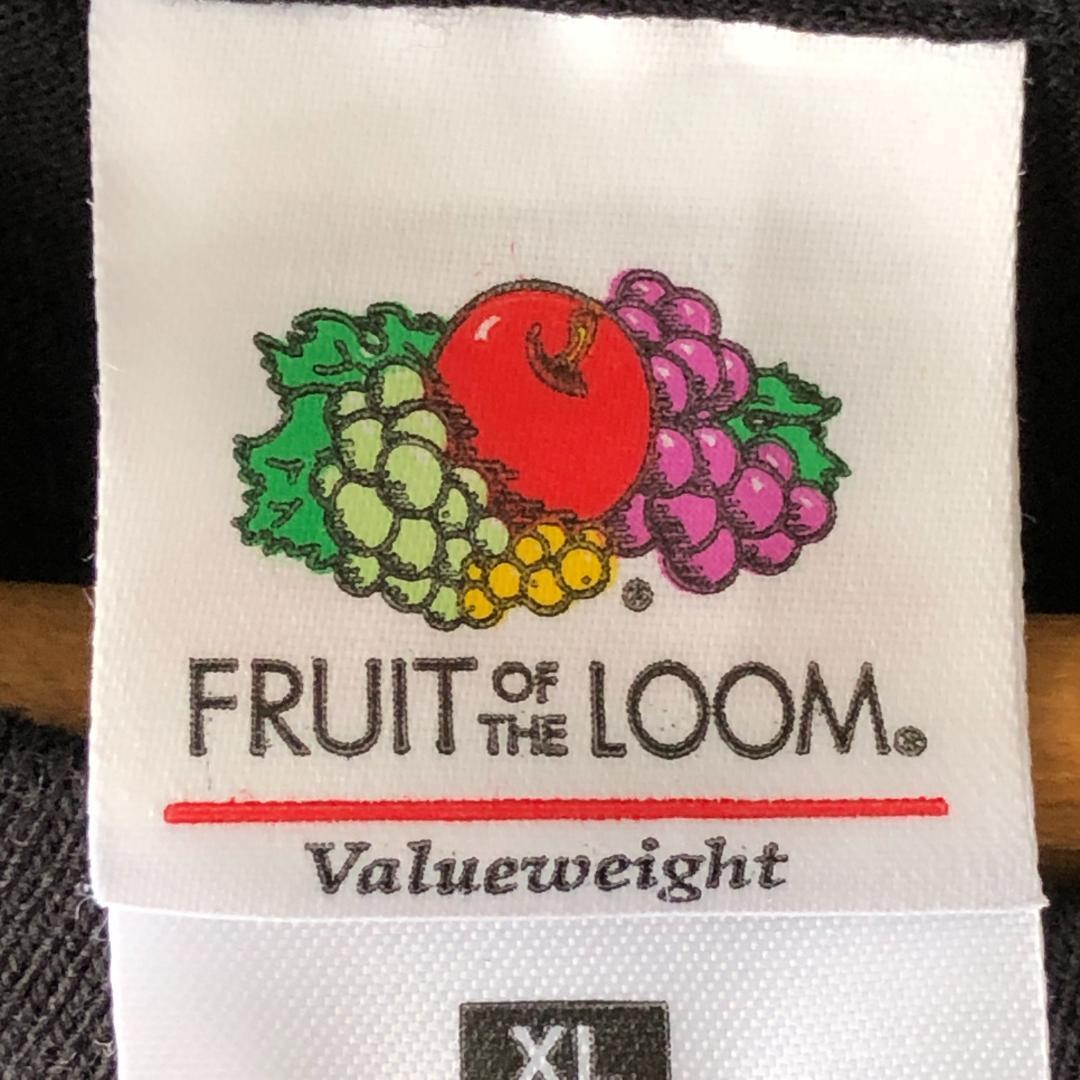 FRUIT OF THE LOOM®
Valueweight
XL